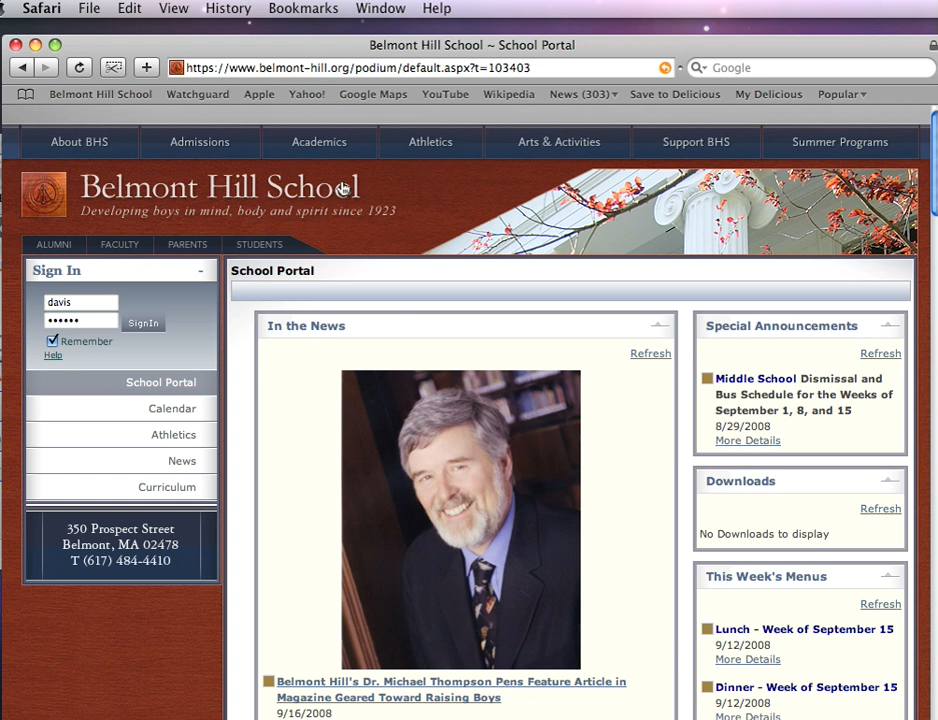 Safari File Edit View History Bookmarks Window Help
Belmont Hill School ~ School Portal
https://www.belmont-hill.org/podium/default.aspx?t=103403 Google
Belmont Hill School Watchguard Apple Yahoo! Google Maps YouTube Wikipedia News (303) Save to Delicious My Delicious Popular
About BHS Admissions Academics Athletics Arts & Activities Support BHS Summer Programs
Belmont Hill School
Developing boys in mind, body and spirit since 1923
ALUMNI FACULTY PARENTS STUDENTS
Sign In -
davis
••••••
SignIn
Remember
Help
School Portal
Calendar
Athletics
News
Curriculum
350 Prospect Street
Belmont, MA 02478
T (617) 484-4410
School Portal
In the News
Refresh
Belmont Hill's Dr. Michael Thompson Pens Feature Article in
Magazine Geared Toward Raising Boys
9/16/2008
Special Announcements
Refresh
Middle School Dismissal and
Bus Schedule for the Weeks of
September 1, 8, and 15
8/29/2008
More Details
Downloads
Refresh
No Downloads to display
This Week's Menus
Refresh
Lunch - Week of September 15
9/12/2008
More Details
Dinner - Week of September 15
9/12/2008
More Details